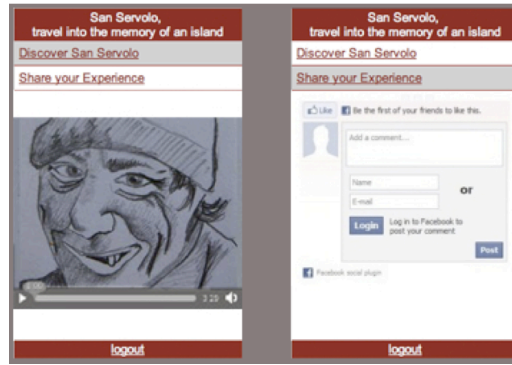 San Servolo,
travel into the memory of an island
Discover San Servolo
Share your Experience
3:29
logout
San Servolo,
travel into the memory of an island
Discover San Servolo
Share your Experience
Like Be the first of your friends to like this.
Add a comment...
Name
or
E-mail
Login Log in to Facebook to
post your comment
Post
Facebook social plugin
logout